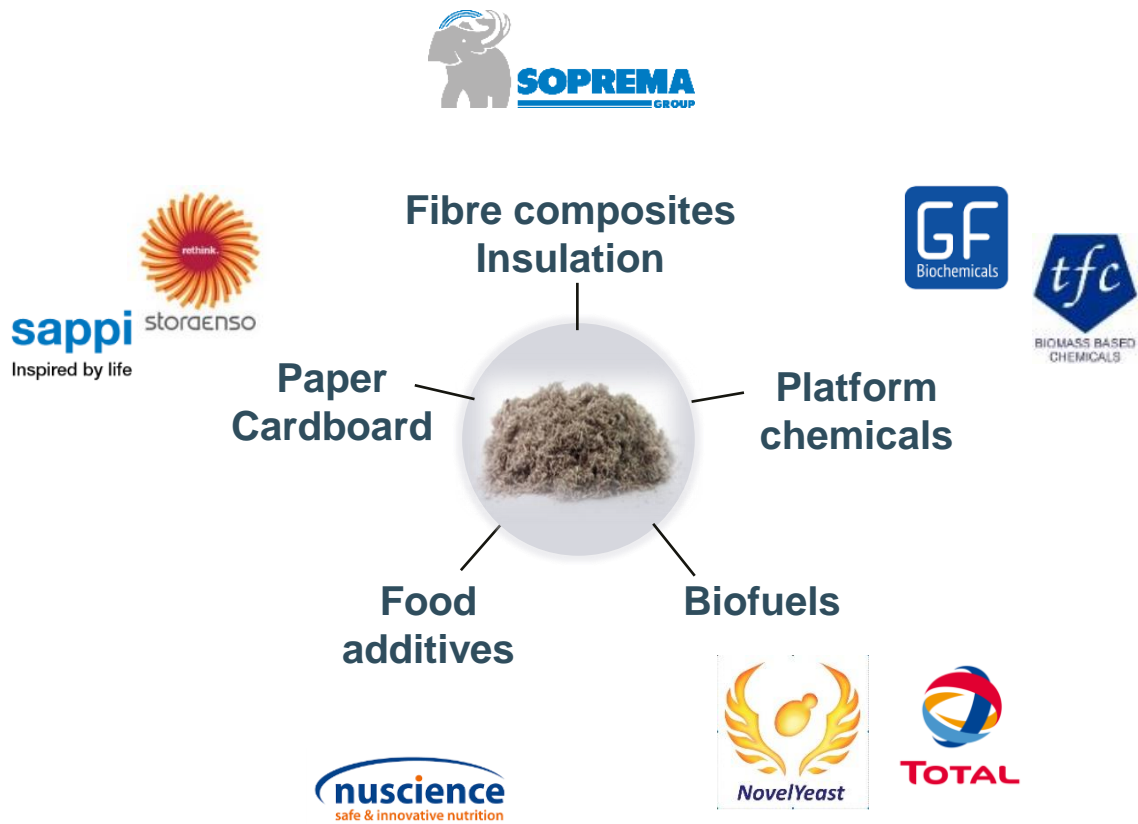 SOPREMA
GROUP
Fibre composites
Insulation
rethink.
storaenso
sappi
Inspired by life
GF
Biochemicals
tfc
BIOMASS BASED
CHEMICALS
Paper
Cardboard
Platform
chemicals
Food
additives
Biofuels
nuscience
safe & innovative nutrition
NovelYeast
TOTAL